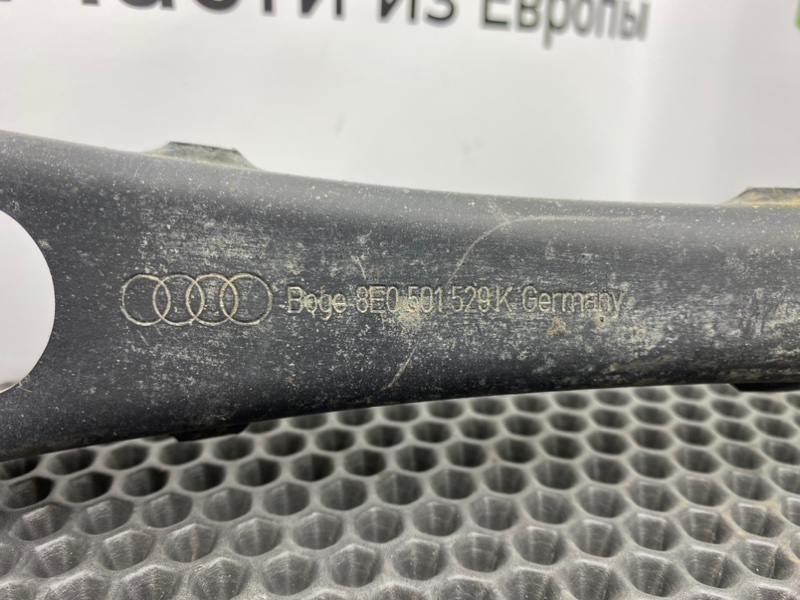 части из Европы
Boge 8E0 501 529 K Germany